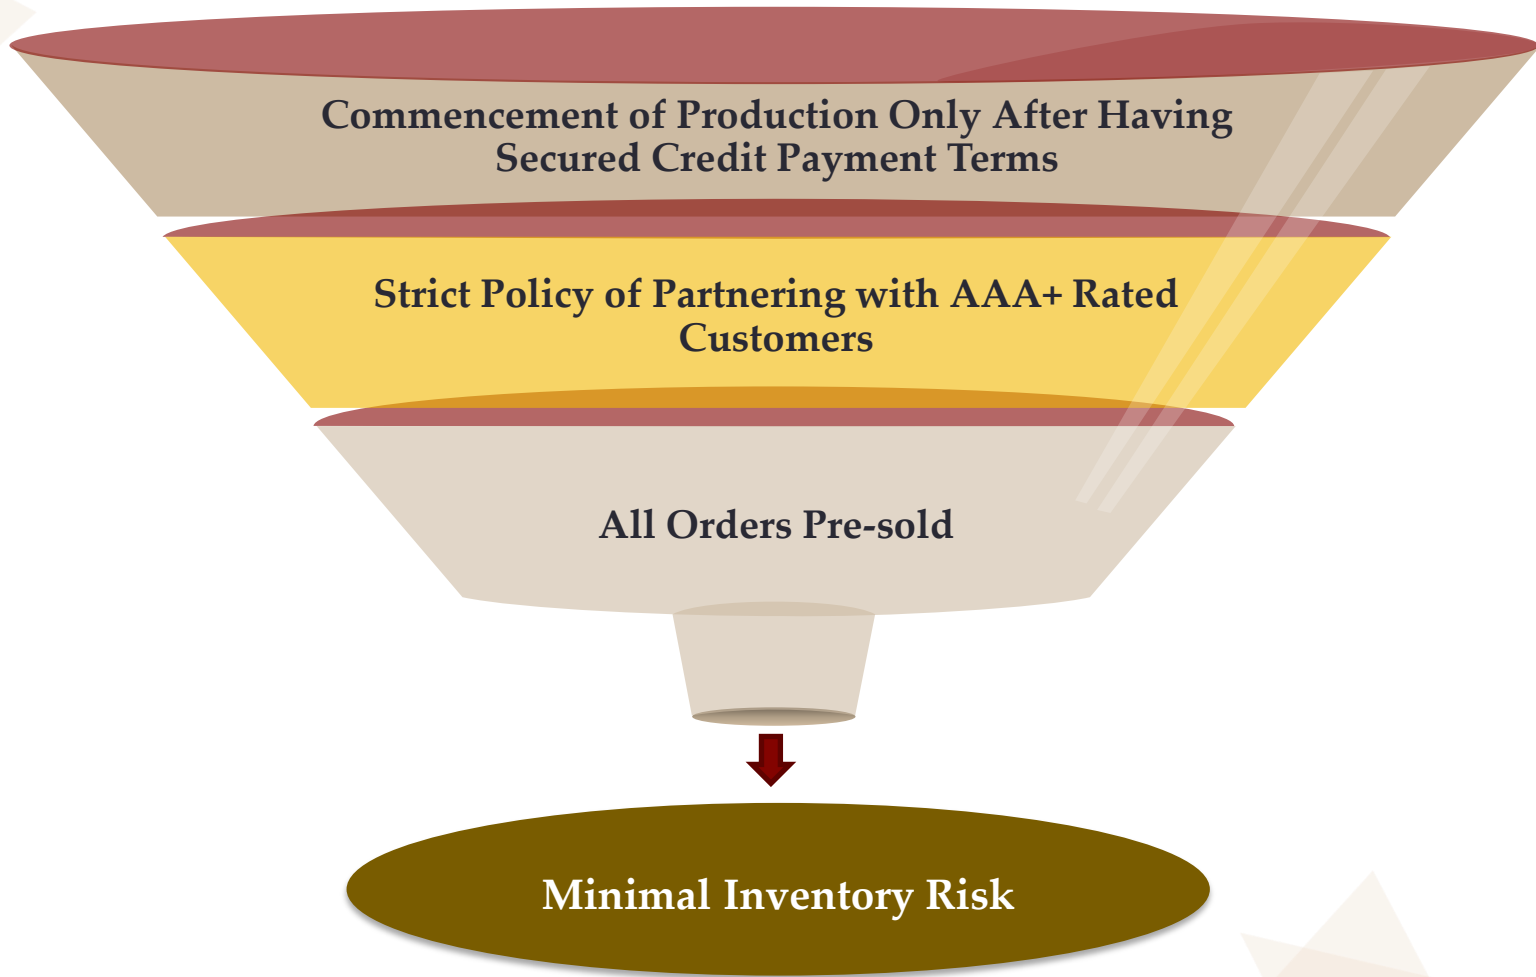 Commencement of Production Only After Having
Secured Credit Payment Terms
Strict Policy of Partnering with AAA+ Rated
Customers
All Orders Pre-sold
Minimal Inventory Risk